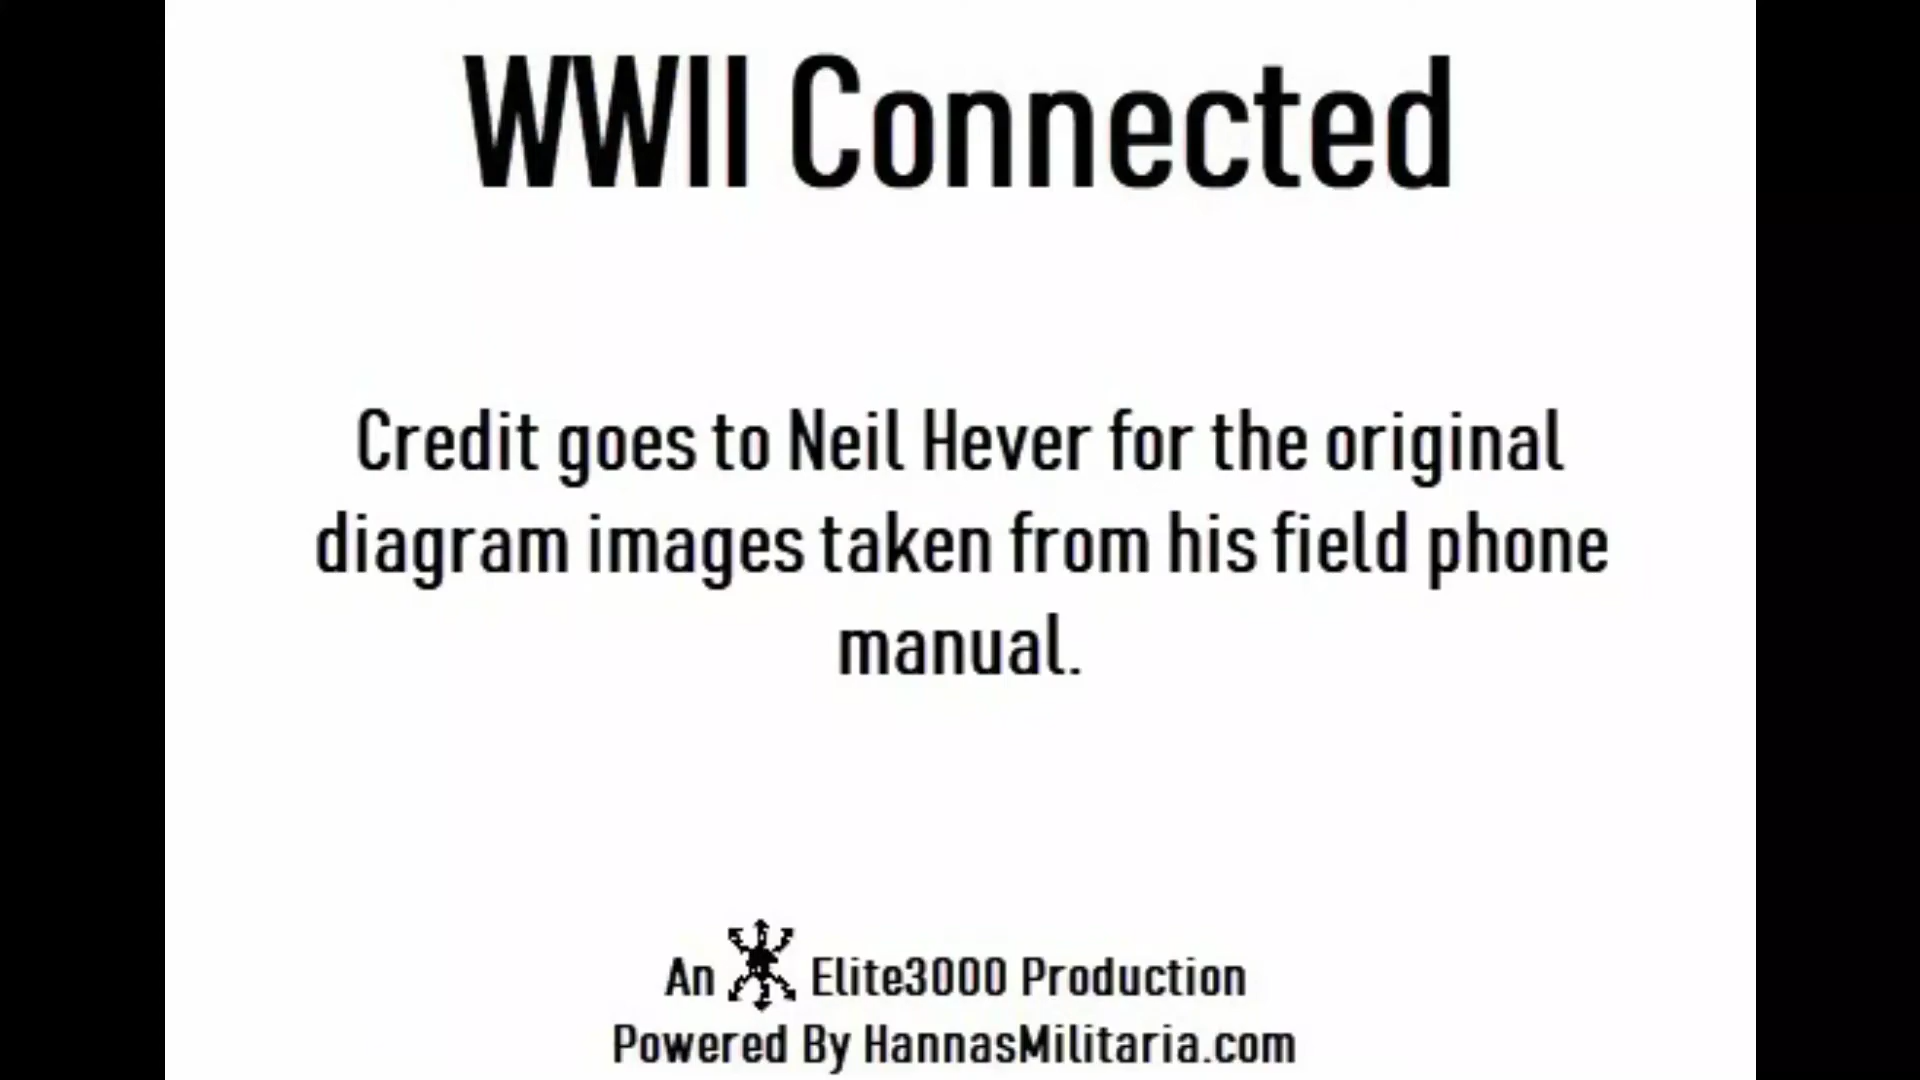 WWII Connected
Credit goes to Neil Hever for the original
diagram images taken from his field phone
manual.
An Elite3000 Production
Powered By HannasMilitaria.com